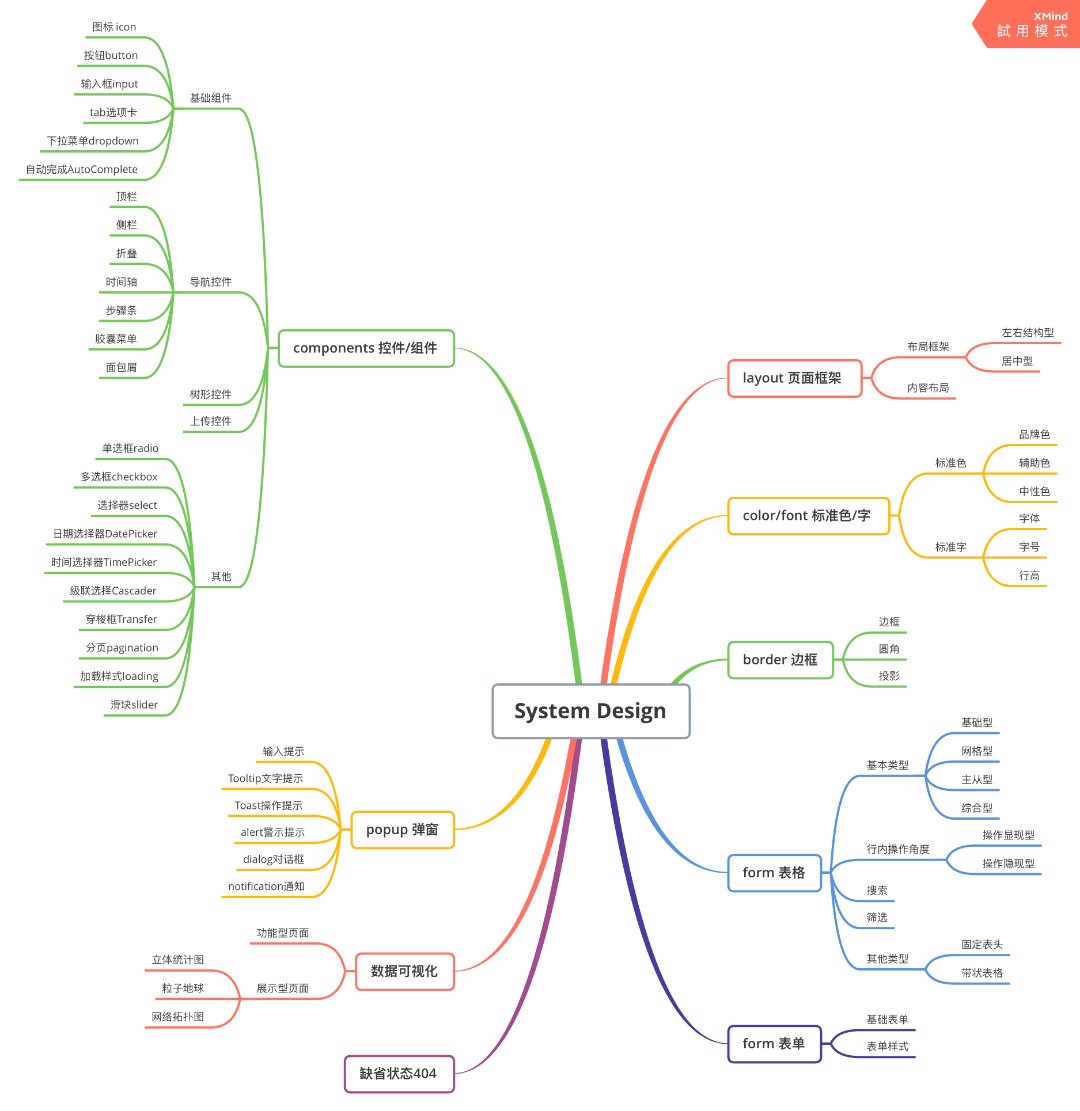 XMind
試用模式
System Design
layout 页面框架
布局框架
左右结构型
居中型
内容布局
color/font 标准色/字
标准色
品牌色
辅助色
中性色
标准字
字体
字号
行高
border 边框
边框
圆角
投影
form 表格
基本类型
基础型
网格型
主从型
综合型
行内操作角度
操作显现型
操作隐现型
搜索
筛选
其他类型
固定表头
带状表格
form 表单
基础表单
表单样式
components 控件/组件
基础组件
图标 icon
按钮button
输入框input
tab选项卡
下拉菜单dropdown
自动完成AutoComplete
导航控件
顶栏
侧栏
折叠
时间轴
步骤条
胶囊菜单
面包屑
树形控件
上传控件
其他
单选框radio
多选框checkbox
选择器select
日期选择器DatePicker
时间选择器TimePicker
级联选择Cascader
穿梭框Transfer
分页pagination
加载样式loading
滑块slider
popup 弹窗
输入提示
Tooltip文字提示
Toast操作提示
alert警示提示
dialog对话框
notification通知
数据可视化
功能型页面
展示型页面
立体统计图
粒子地球
网络拓扑图
缺省状态404